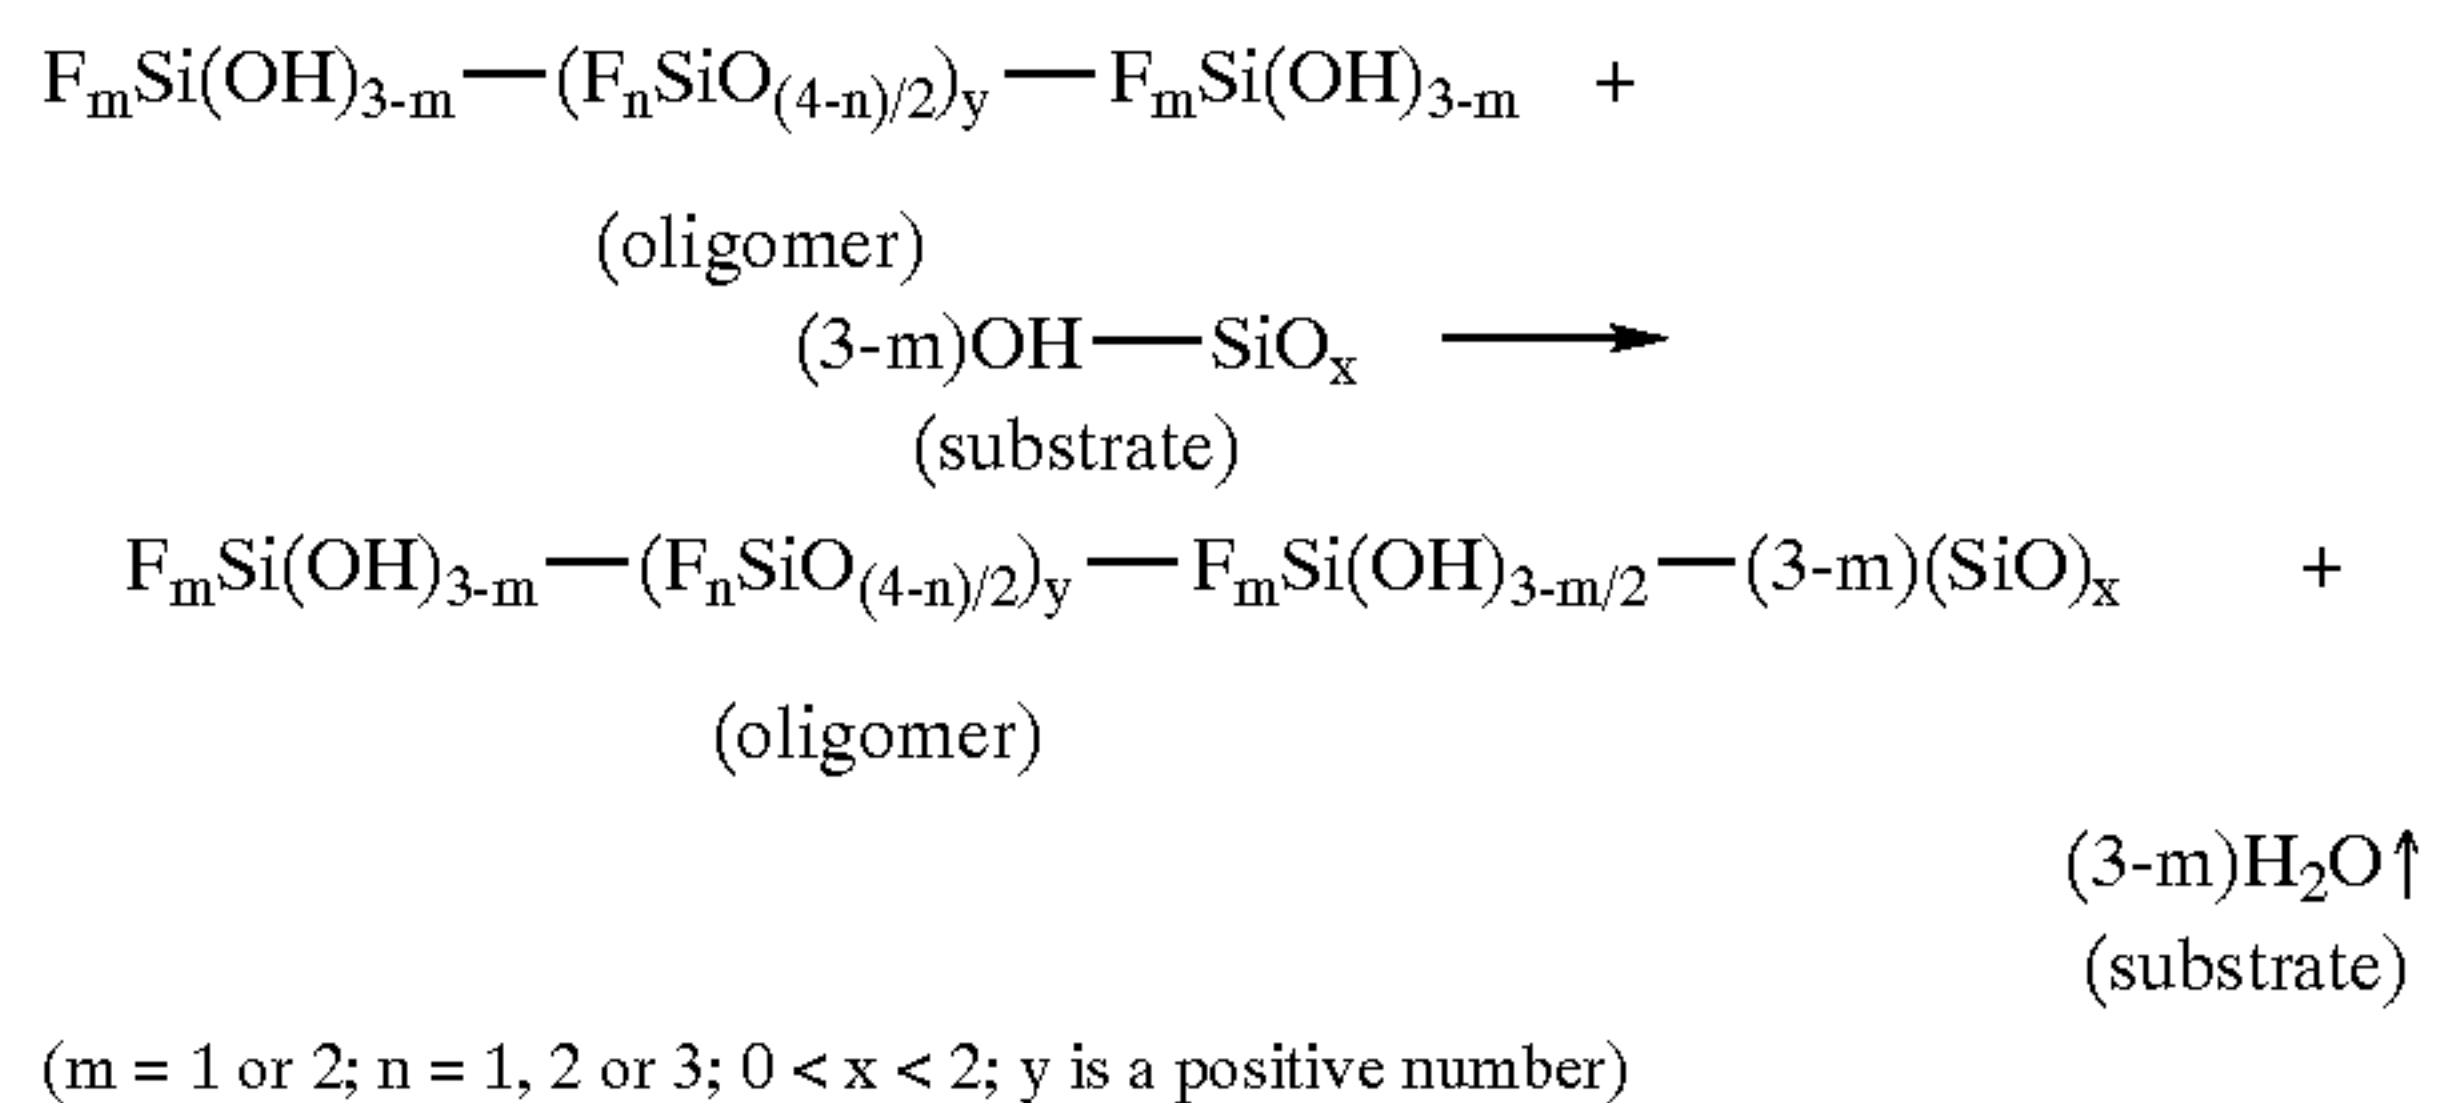 FₘSi(OH)₃₋ₘ—(FₙSiO₍₄₋ₙ₎/₂)y—FₘSi(OH)₃₋ₘ +
(oligomer)
(3-m)OH—SiOₓ ⟶
(substrate)
FₘSi(OH)₃₋ₘ—(FₙSiO₍₄₋ₙ₎/₂)y—FₘSi(OH)₃₋ₘ/₂—(3-m)(SiO)ₓ +
(oligomer)
(3-m)H₂O↑
(substrate)
(m = 1 or 2; n = 1, 2 or 3; 0 < x < 2; y is a positive number)